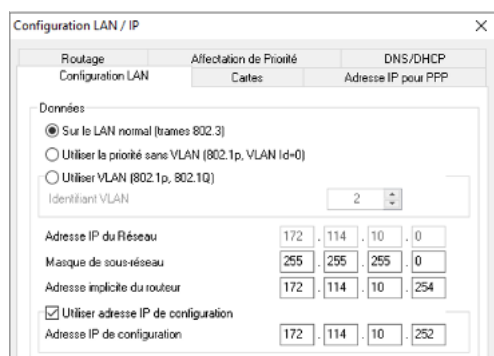 Configuration LAN / IP
Routage Affectation de Priorité DNS/DHCP
Configuration LAN Cartes Adresse IP pour PPP
Données
Sur le LAN normal (trames 802.3)
Utiliser la priorité sans VLAN (802.1p, VLAN Id=0)
Utiliser VLAN (802.1p, 802.1Q)
Identifiant VLAN 2
Adresse IP du Réseau 172 . 114 . 10 . 0
Masque de sous-réseau 255 . 255 . 255 . 0
Adresse implicite du routeur 172 . 114 . 10 . 254
Utiliser adresse IP de configuration
Adresse IP de configuration 172 . 114 . 10 . 252